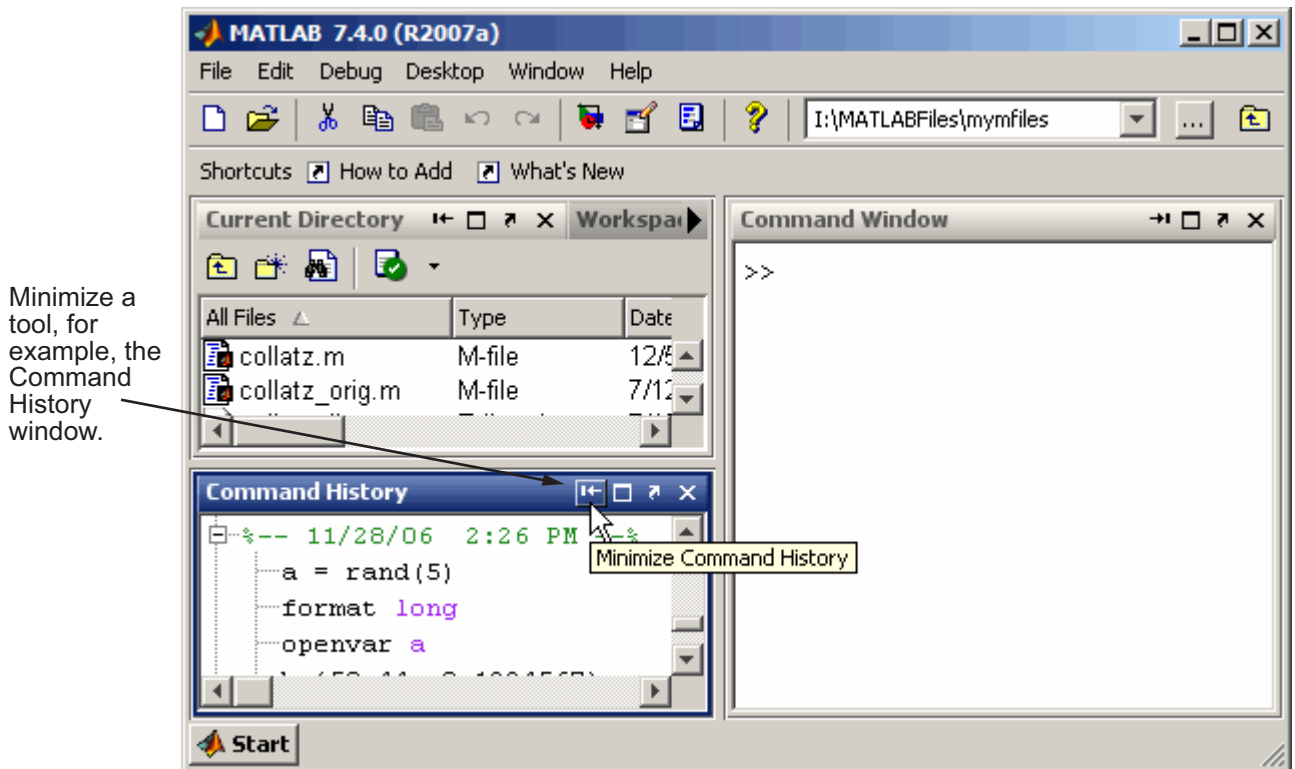 MATLAB 7.4.0 (R2007a)
File Edit Debug Desktop Window Help
I:\MATLABFiles\mymfiles ...
Shortcuts How to Add What's New
Current Directory
Command Window
>>
All Files Type
collatz.m M-file
collatz_orig.m M-file
Minimize a
tool, for
example, the
Command
History
window.
Command History
%-- 11/28/06 2:26 PM
Minimize Command History
a = rand(5)
format long
openvar a
Start